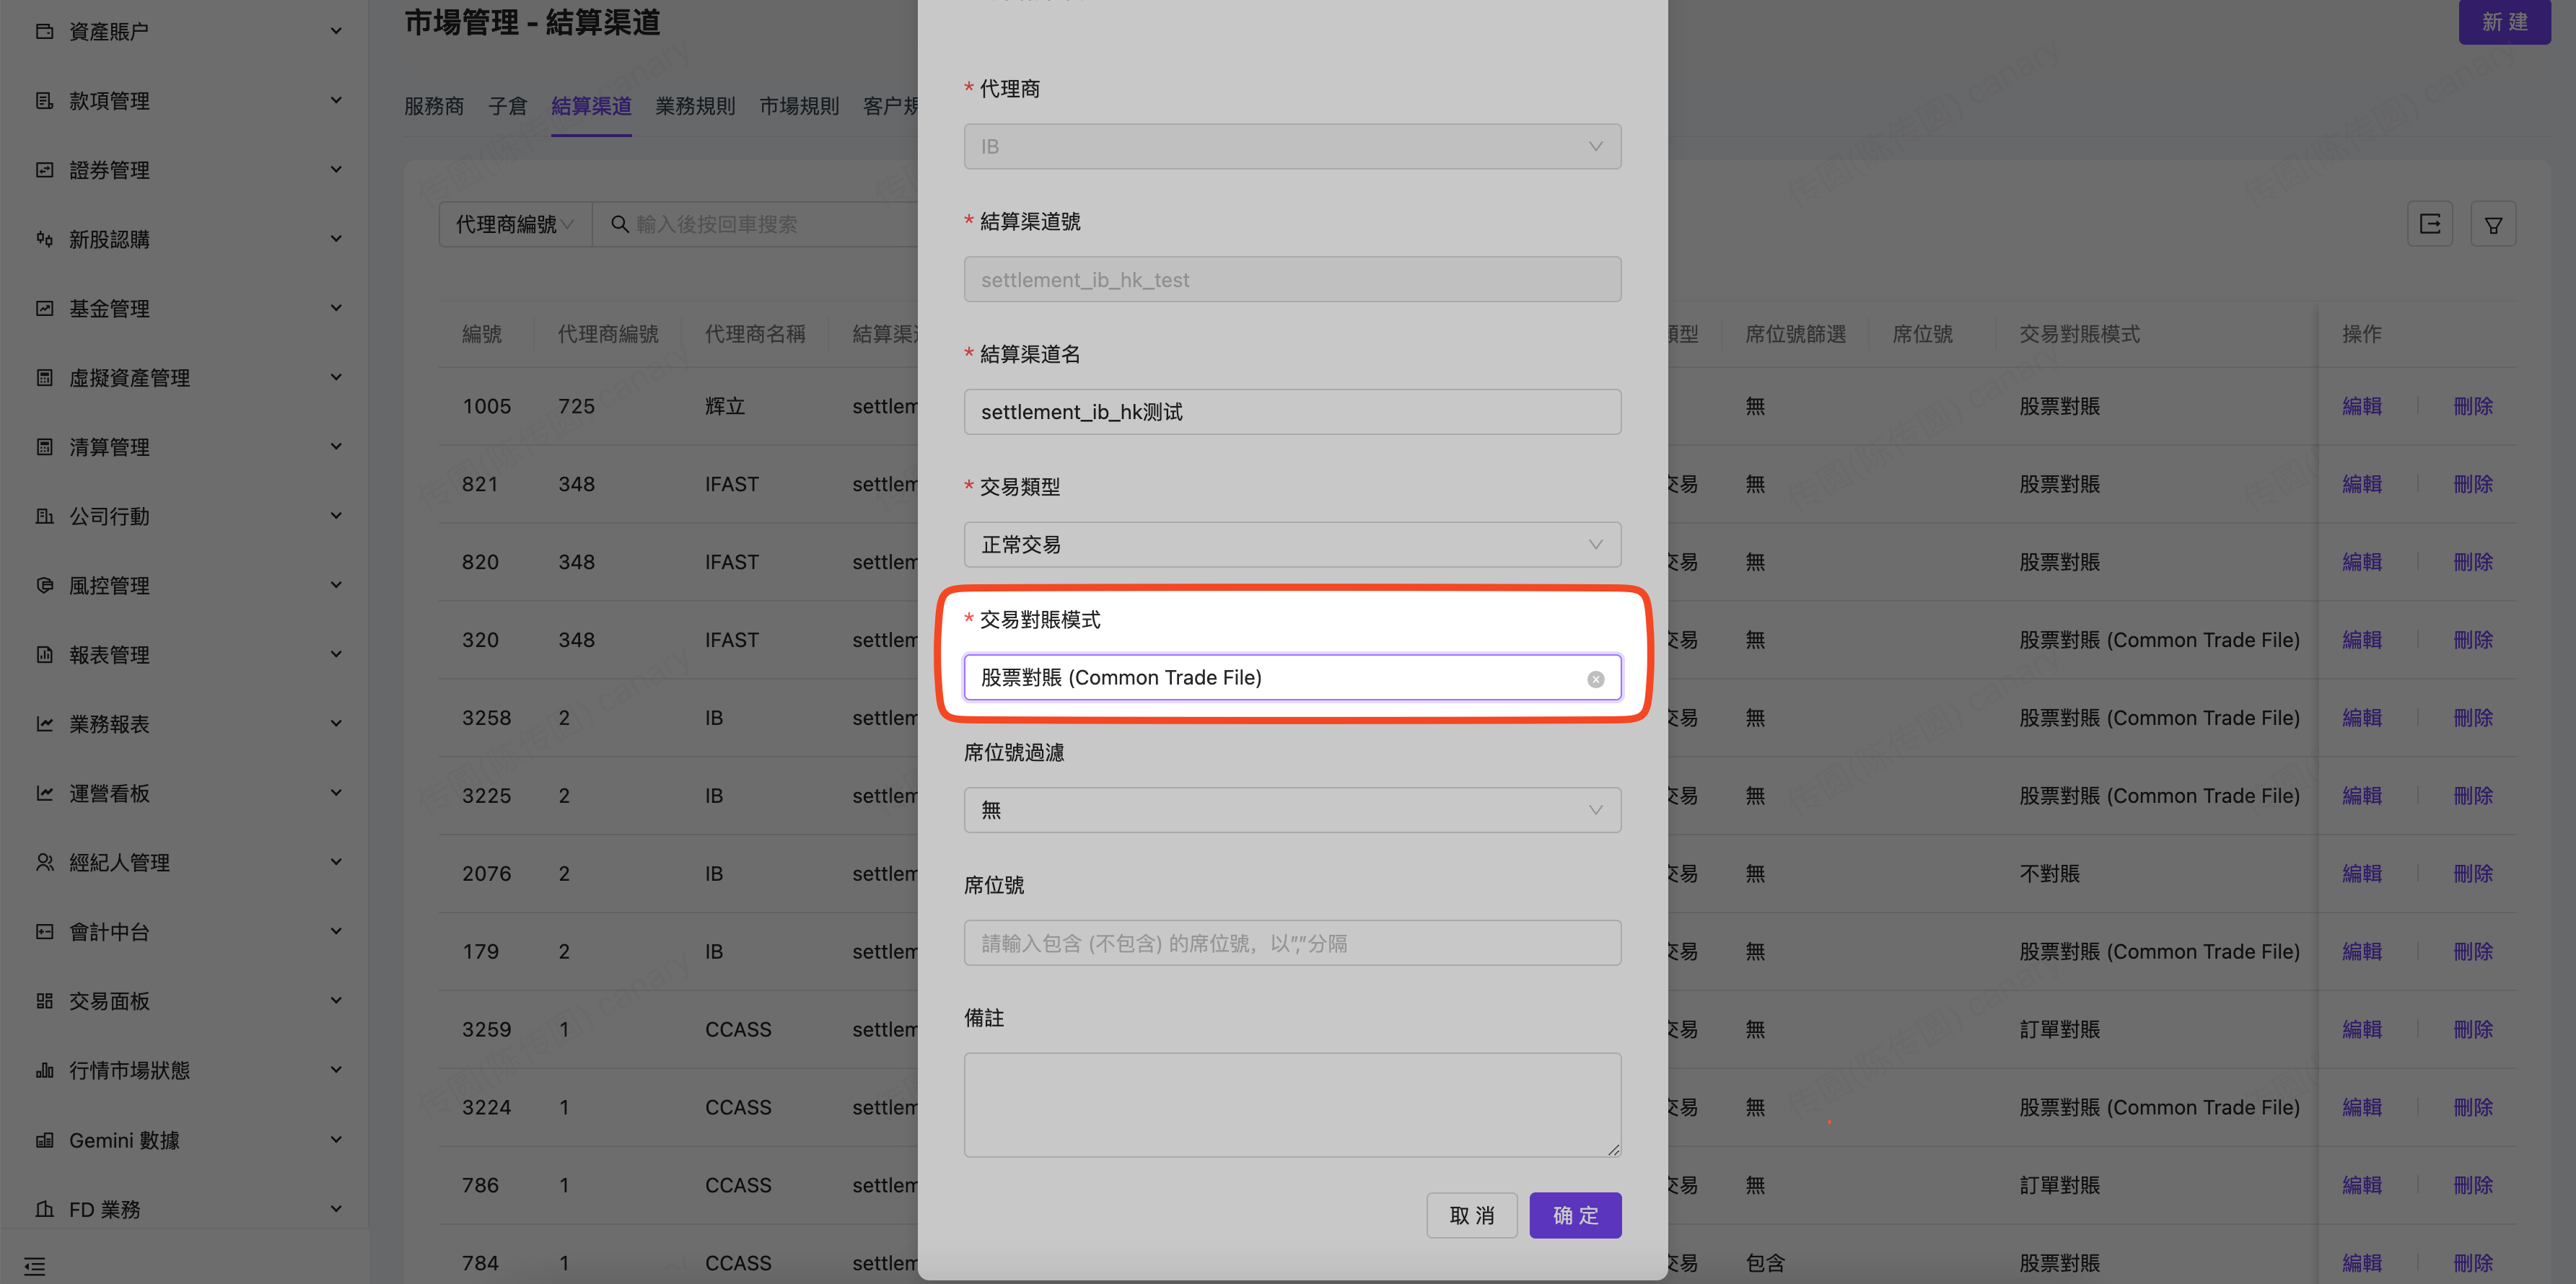 資產賬户
款項管理
證券管理
新股認購
基金管理
虛擬資產管理
清算管理
公司行動
風控管理
報表管理
業務報表
運營看板
經紀人管理
會計中台
交易面板
行情市場狀態
Gemini 數據
FD 業務
市場管理 - 結算渠道
新 建
服務商 子倉 結算渠道 業務規則 市場規則 客户規
代理商編號 輸入後按回車搜索
編號 代理商編號 代理商名稱 結算渠 類型 席位號篩選 席位號 交易對賬模式 操作
1005 725 辉立 settlem 無 股票對賬 編輯 刪除
821 348 IFAST settlem 交易 無 股票對賬 編輯 刪除
820 348 IFAST settlem 交易 無 股票對賬 編輯 刪除
320 348 IFAST settlem 交易 無 股票對賬 (Common Trade File) 編輯 刪除
3258 2 IB settlem 交易 無 股票對賬 (Common Trade File) 編輯 刪除
3225 2 IB settlem 交易 無 股票對賬 (Common Trade File) 編輯 刪除
2076 2 IB settlem 交易 無 不對賬 編輯 刪除
179 2 IB settlem 交易 無 股票對賬 (Common Trade File) 編輯 刪除
3259 1 CCASS settlem 交易 無 訂單對賬 編輯 刪除
3224 1 CCASS settlem 交易 無 股票對賬 (Common Trade File) 編輯 刪除
786 1 CCASS settlem 交易 無 訂單對賬 編輯 刪除
784 1 CCASS settlem 交易 包含 股票對賬 編輯 刪除
* 代理商
IB
* 結算渠道號
settlement_ib_hk_test
* 結算渠道名
settlement_ib_hk测试
* 交易類型
正常交易
* 交易對賬模式
股票對賬 (Common Trade File)
席位號過濾
無
席位號
請輸入包含 (不包含) 的席位號，以","分隔
備註
取 消 确 定